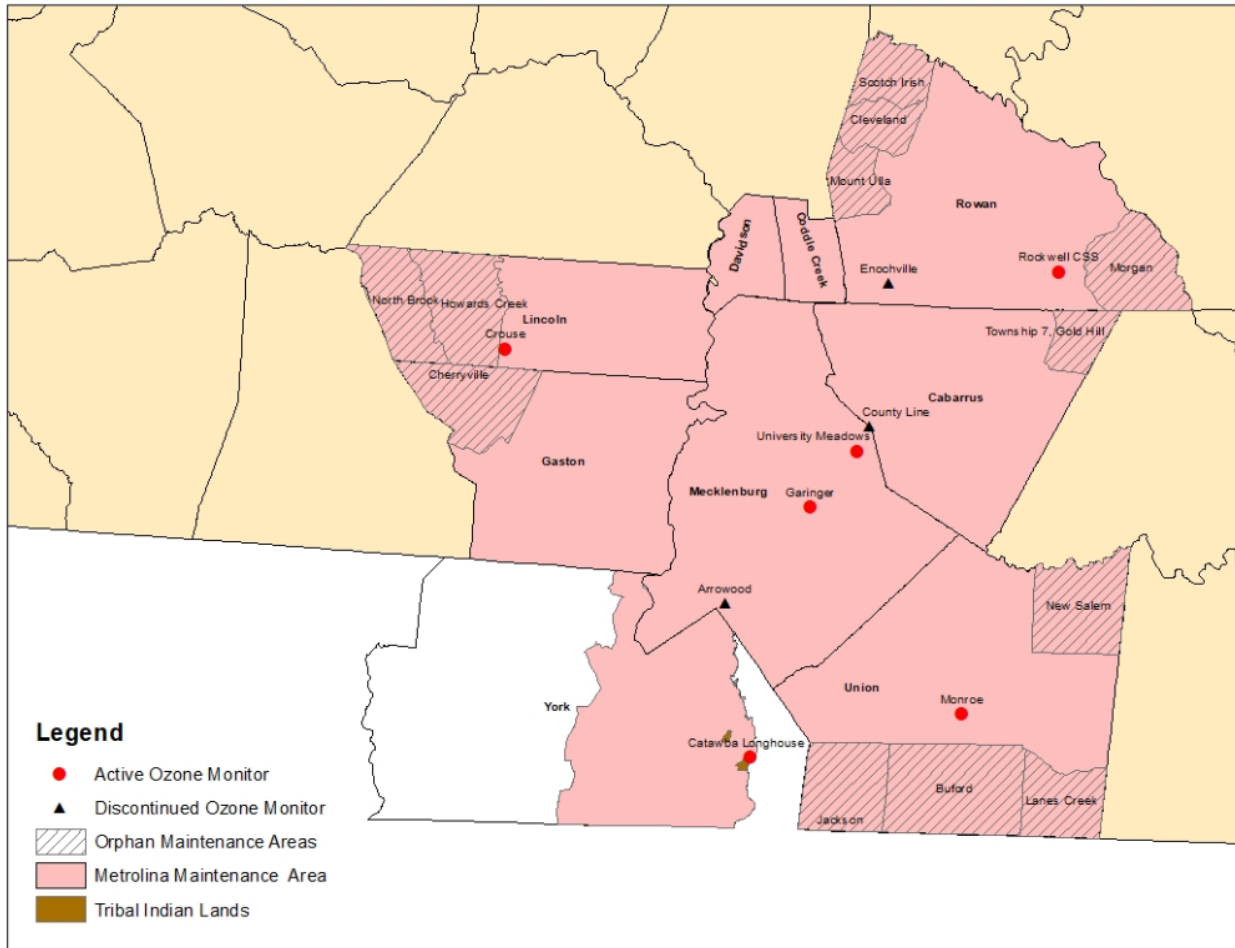 Scotch Irish
Cleveland
Mount Ulla
Rowan
Davidson
Coddle Creek
Enochville
Rockwell CSS
Morgan
North Brook
Howards Creek
Lincoln
Crouse
Township 7, Gold Hill
Cherryville
Cabarrus
County Line
University Meadows
Gaston
Mecklenburg
Garinger
Arrowood
New Salem
Union
York
Monroe
Catawba Longhouse
Buford
Lanes Creek
Jackson
Legend
Active Ozone Monitor
Discontinued Ozone Monitor
Orphan Maintenance Areas
Metrolina Maintenance Area
Tribal Indian Lands